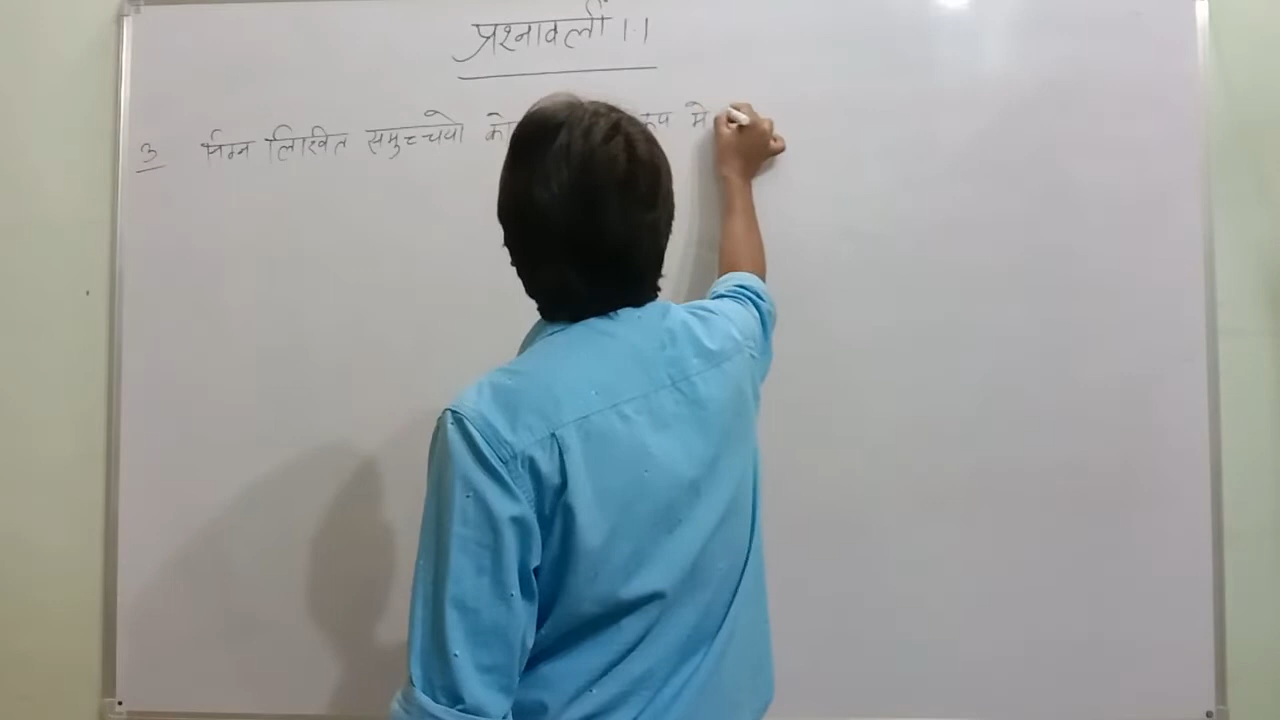 प्रश्नावली 1.1
3 निम्न लिखित समुच्चयो को रूप मे